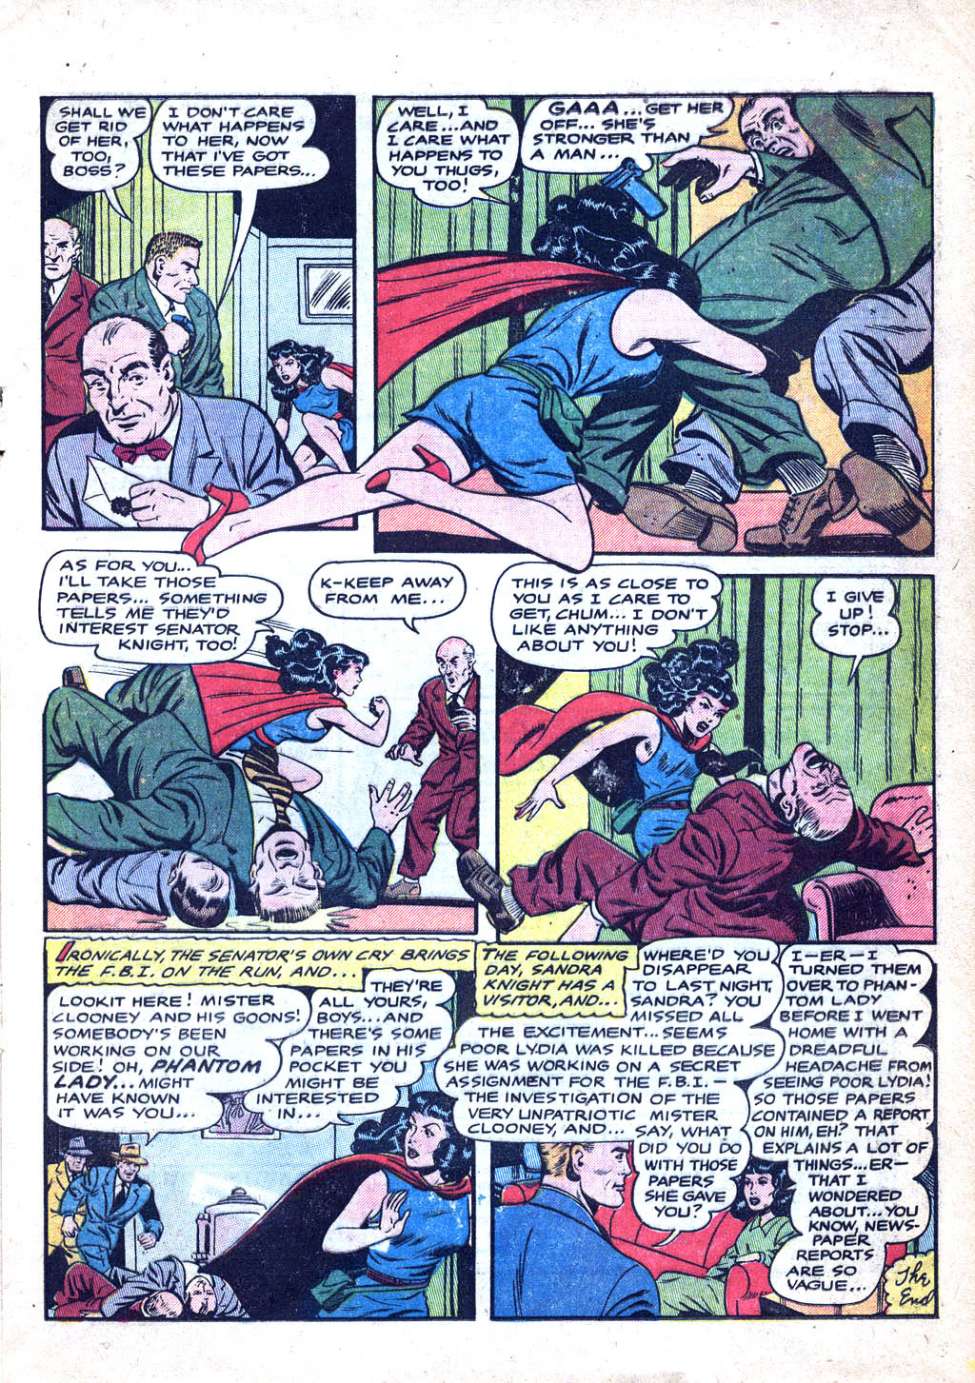 SHALL WE
GET RID
OF HER,
TOO,
BOSS?
I DON'T CARE
WHAT HAPPENS
TO HER, NOW
THAT I'VE GOT
THESE PAPERS...
WELL, I
CARE...AND
I CARE WHAT
HAPPENS TO
YOU THUGS,
TOO!
GAAA...GET HER
OFF... SHE'S
STRONGER THAN
A MAN...
AS FOR YOU...
I'LL TAKE THOSE
PAPERS... SOMETHING
TELLS ME THEY'D
INTEREST SENATOR
KNIGHT, TOO!
K-KEEP AWAY
FROM ME...
THIS IS AS CLOSE TO
YOU AS I CARE TO
GET, CHUM... I DON'T
LIKE ANYTHING
ABOUT YOU!
I GIVE
UP!
STOP...
IRONICALLY, THE SENATOR'S OWN CRY BRINGS
THE F.B.I. ON THE RUN, AND...
LOOKIT HERE! MISTER
CLOONEY AND HIS GOONS!
SOMEBODY'S BEEN
WORKING ON OUR
SIDE! OH, PHANTOM
LADY... MIGHT
HAVE KNOWN
IT WAS YOU...
THEY'RE
ALL YOURS,
BOYS...AND
THERE'S SOME
PAPERS IN HIS
POCKET YOU
MIGHT BE
INTERESTED
IN...
THE FOLLOWING
DAY, SANDRA
KNIGHT HAS A
VISITOR, AND...
WHERE'D YOU
DISAPPEAR
TO LAST NIGHT,
SANDRA? YOU
MISSED ALL
THE EXCITEMENT... SEEMS
POOR LYDIA WAS KILLED BECAUSE
SHE WAS WORKING ON A SECRET
ASSIGNMENT FOR THE F.B.I.—
THE INVESTIGATION OF THE
VERY UNPATRIOTIC MISTER
CLOONEY, AND... SAY, WHAT
DID YOU DO
WITH THOSE
PAPERS
SHE GAVE
YOU?
I—ER—I
TURNED THEM
OVER TO PHAN-
TOM LADY
BEFORE I WENT
HOME WITH A
DREADFUL
HEADACHE FROM
SEEING POOR LYDIA!
SO THOSE PAPERS
CONTAINED A REPORT
ON HIM, EH? THAT
EXPLAINS A LOT OF
THINGS...ER—
THAT I
WONDERED
ABOUT...YOU
KNOW, NEWS-
PAPER
REPORTS
ARE SO
VAGUE...
The
End